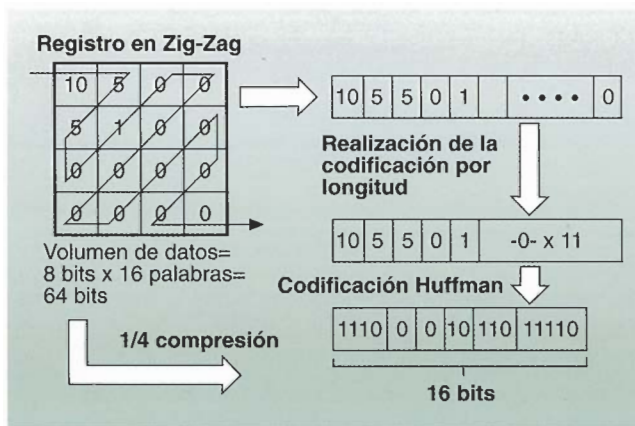 Registro en Zig-Zag
10 5 0 0
5 1 0 0
0 0 0 0
0 0 0 0
Volumen de datos=
8 bits x 16 palabras=
64 bits
1/4 compresión
10 5 5 0 1 • • • • 0
Realización de la
codificación por
longitud
10 5 5 0 1 -0- x 11
Codificación Huffman
1110 0 0 10 110 11110
16 bits